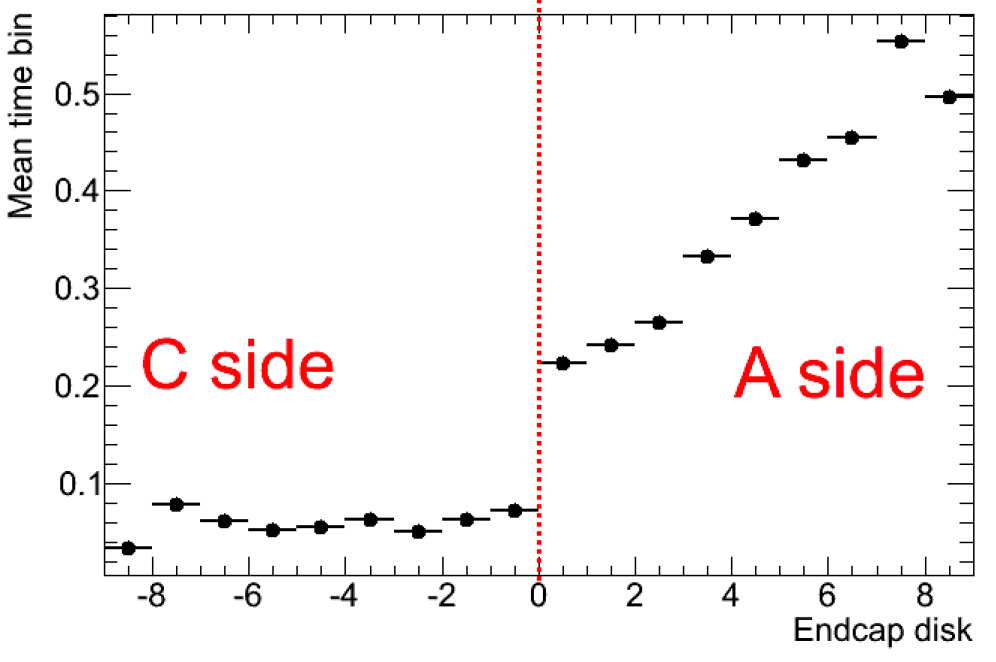 Mean time bin
0.5
0.4
0.3
0.2
0.1
C side
A side
-8 -6 -4 -2 0 2 4 6 8
Endcap disk